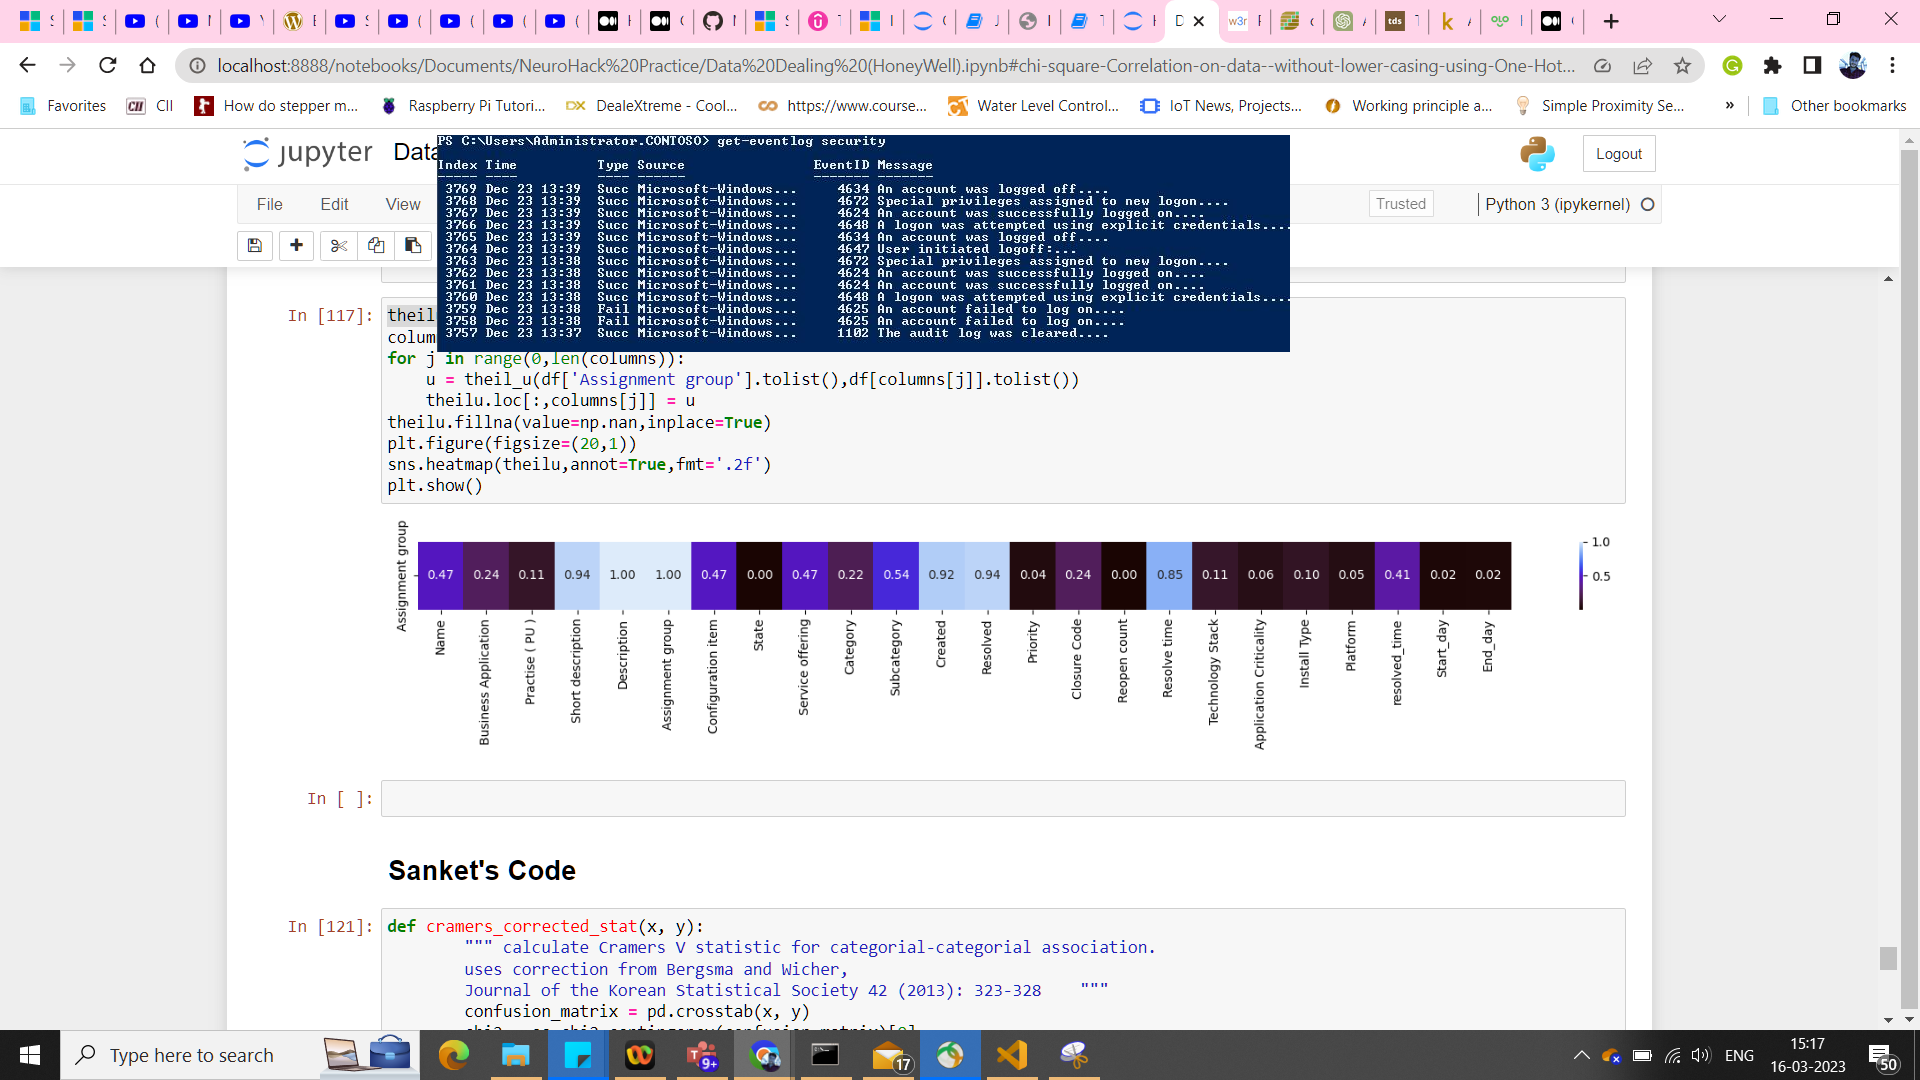 localhost:8888/notebooks/Documents/NeuroHack%20Practice/Data%20Dealing%20(HoneyWell).ipynb#chi-square-Correlation-on-data--without-lower-casing-using-One-Hot...
Favorites CII How do stepper m... Raspberry Pi Tutori... DealeXtreme - Cool... https://www.course... Water Level Control... IoT News, Projects... Working principle a... Simple Proximity Se... » Other bookmarks
jupyter Data
Logout
File Edit View
Trusted Python 3 (ipykernel)
PS C:\Users\Administrator.CONTOSO> get-eventlog security
Index Time Type Source EventID Message
----- ---- ---- ------ ------- -------
3769 Dec 23 13:39 Succ Microsoft-Windows... 4634 An account was logged off....
3768 Dec 23 13:39 Succ Microsoft-Windows... 4672 Special privileges assigned to new logon....
3767 Dec 23 13:39 Succ Microsoft-Windows... 4624 An account was successfully logged on....
3766 Dec 23 13:39 Succ Microsoft-Windows... 4648 A logon was attempted using explicit credentials....
3765 Dec 23 13:39 Succ Microsoft-Windows... 4634 An account was logged off....
3764 Dec 23 13:39 Succ Microsoft-Windows... 4647 User initiated logoff:...
3763 Dec 23 13:38 Succ Microsoft-Windows... 4672 Special privileges assigned to new logon....
3762 Dec 23 13:38 Succ Microsoft-Windows... 4624 An account was successfully logged on....
3761 Dec 23 13:38 Succ Microsoft-Windows... 4624 An account was successfully logged on....
3760 Dec 23 13:38 Succ Microsoft-Windows... 4648 A logon was attempted using explicit credentials....
3759 Dec 23 13:38 Fail Microsoft-Windows... 4625 An account failed to log on....
3758 Dec 23 13:38 Fail Microsoft-Windows... 4625 An account failed to log on....
3757 Dec 23 13:37 Succ Microsoft-Windows... 1102 The audit log was cleared....
In [117]: theilu
colum
for j in range(0,len(columns)):
u = theil_u(df['Assignment group'].tolist(),df[columns[j]].tolist())
theilu.loc[:,columns[j]] = u
theilu.fillna(value=np.nan,inplace=True)
plt.figure(figsize=(20,1))
sns.heatmap(theilu,annot=True,fmt='.2f')
plt.show()
Assignment group
0.47 0.24 0.11 0.94 1.00 1.00 0.47 0.00 0.47 0.22 0.54 0.92 0.94 0.04 0.24 0.00 0.85 0.11 0.06 0.10 0.05 0.41 0.02 0.02
1.0
0.5
Name
Business Application
Practise ( PU )
Short description
Description
Assignment group
Configuration item
State
Service offering
Category
Subcategory
Created
Resolved
Priority
Closure Code
Reopen count
Resolve time
Technology Stack
Application Criticality
Install Type
Platform
resolved_time
Start_day
End_day
In [ ]:
Sanket's Code
In [121]: def cramers_corrected_stat(x, y):
""" calculate Cramers V statistic for categorial-categorial association.
uses correction from Bergsma and Wicher,
Journal of the Korean Statistical Society 42 (2013): 323-328 """
confusion_matrix = pd.crosstab(x, y)
Type here to search
9+
17
ENG
15:17
16-03-2023
50